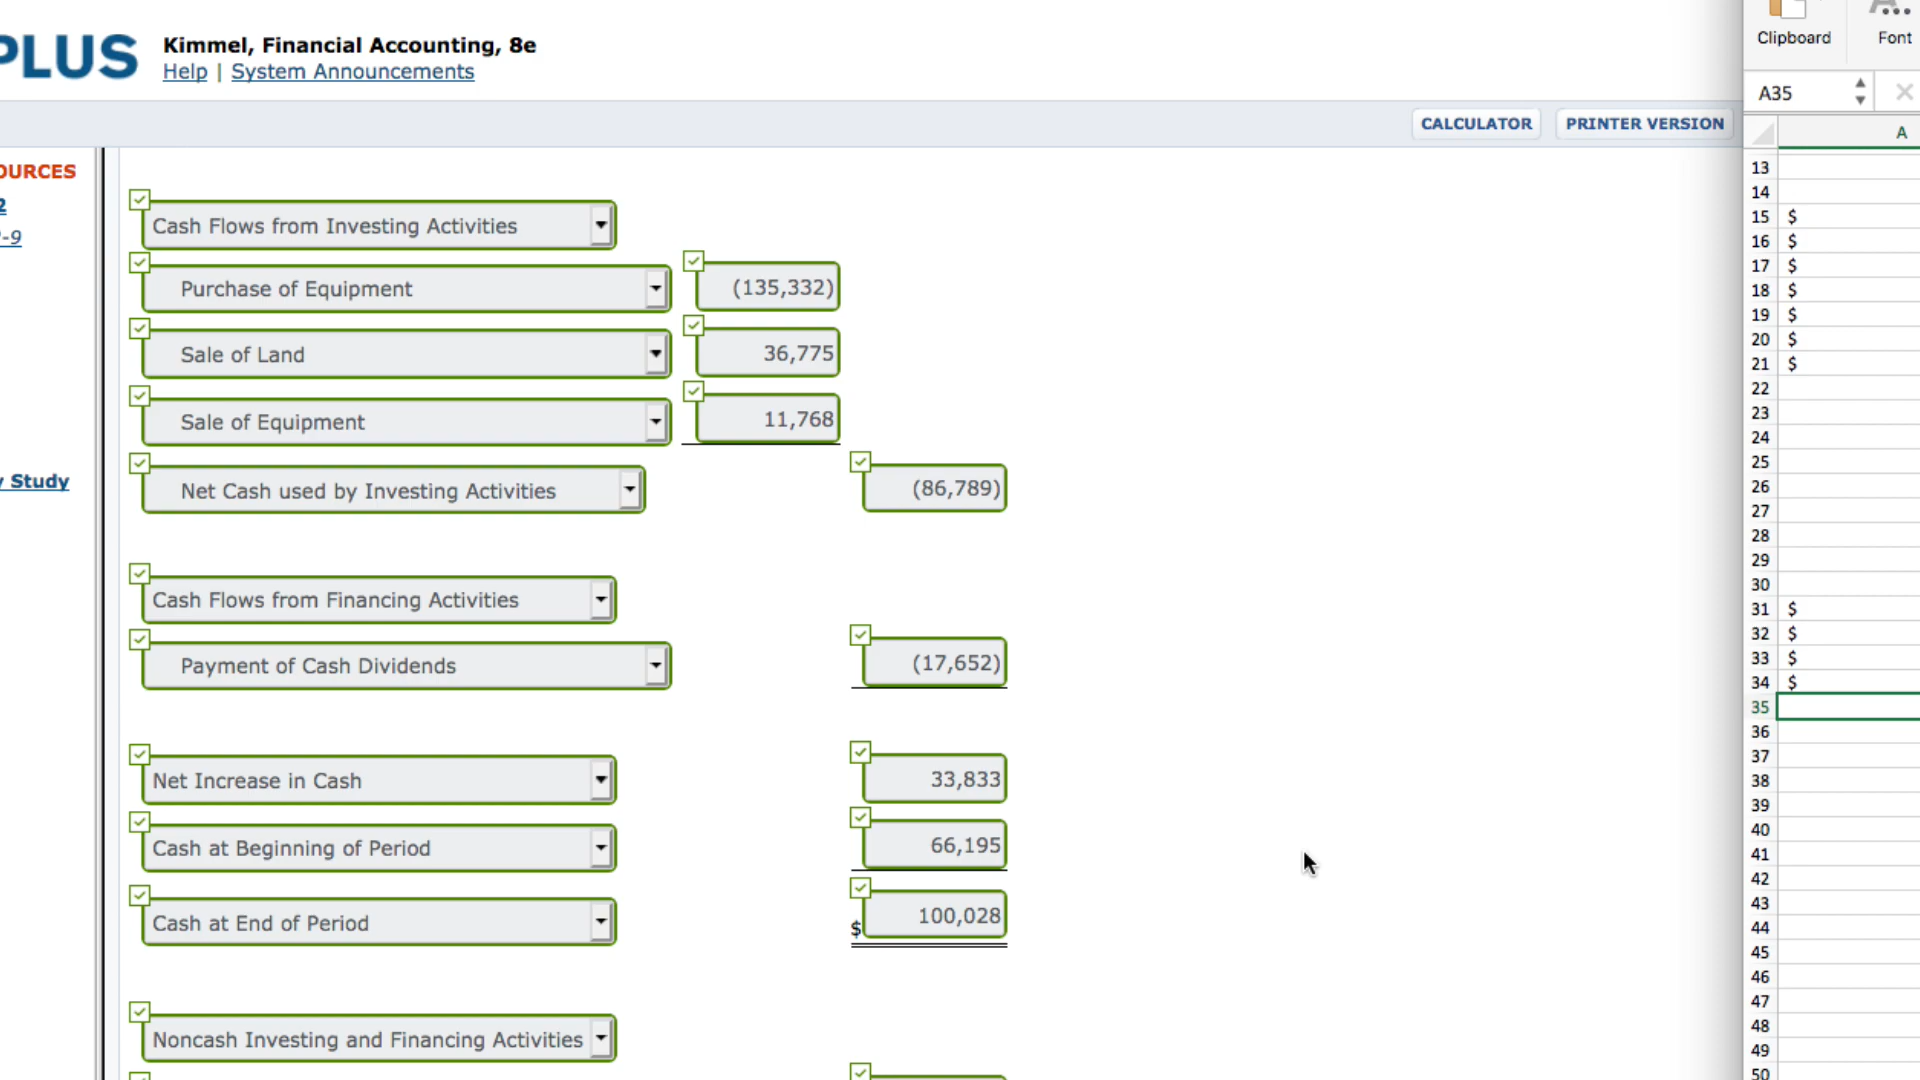 PLUS
Kimmel, Financial Accounting, 8e
Help | System Announcements
CALCULATOR
PRINTER VERSION
OURCES
2
-9
y Study
Cash Flows from Investing Activities
Purchase of Equipment (135,332)
Sale of Land 36,775
Sale of Equipment 11,768
Net Cash used by Investing Activities (86,789)
Cash Flows from Financing Activities
Payment of Cash Dividends (17,652)
Net Increase in Cash 33,833
Cash at Beginning of Period 66,195
Cash at End of Period $ 100,028
Noncash Investing and Financing Activities
Clipboard
Font
A35
A
13
14
15 $
16 $
17 $
18 $
19 $
20 $
21 $
22
23
24
25
26
27
28
29
30
31 $
32 $
33 $
34 $
35
36
37
38
39
40
41
42
43
44
45
46
47
48
49
50